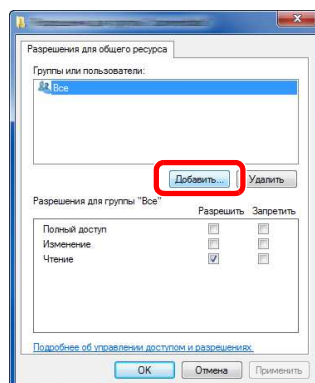 Разрешения для общего ресурса
Группы или пользователи:
Все
Добавить... Удалить
Разрешения для группы "Все"
Разрешить Запретить
Полный доступ
Изменение
Чтение
Подробнее об управлении доступом и разрешениях
ОК Отмена Применить